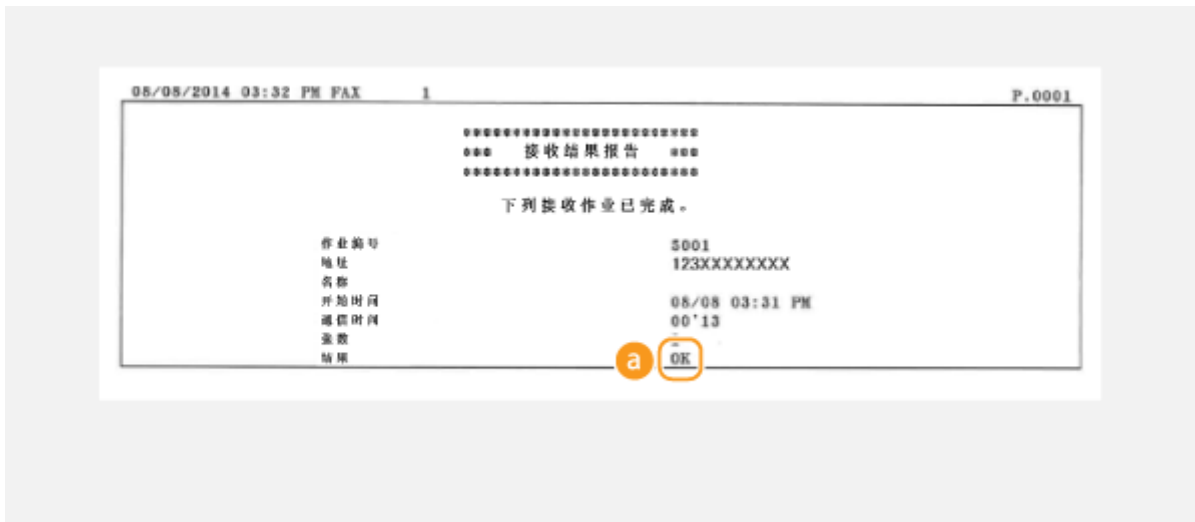 08/08/2014 03:32 PM FAX 1 P.0001
************************
*** 接收结果报告 ***
************************
下列接收作业已完成。
作业编号 5001
地址 123XXXXXXXX
名称
开始时间 08/08 03:31 PM
通信时间 00'13
张数
结果 OK
a